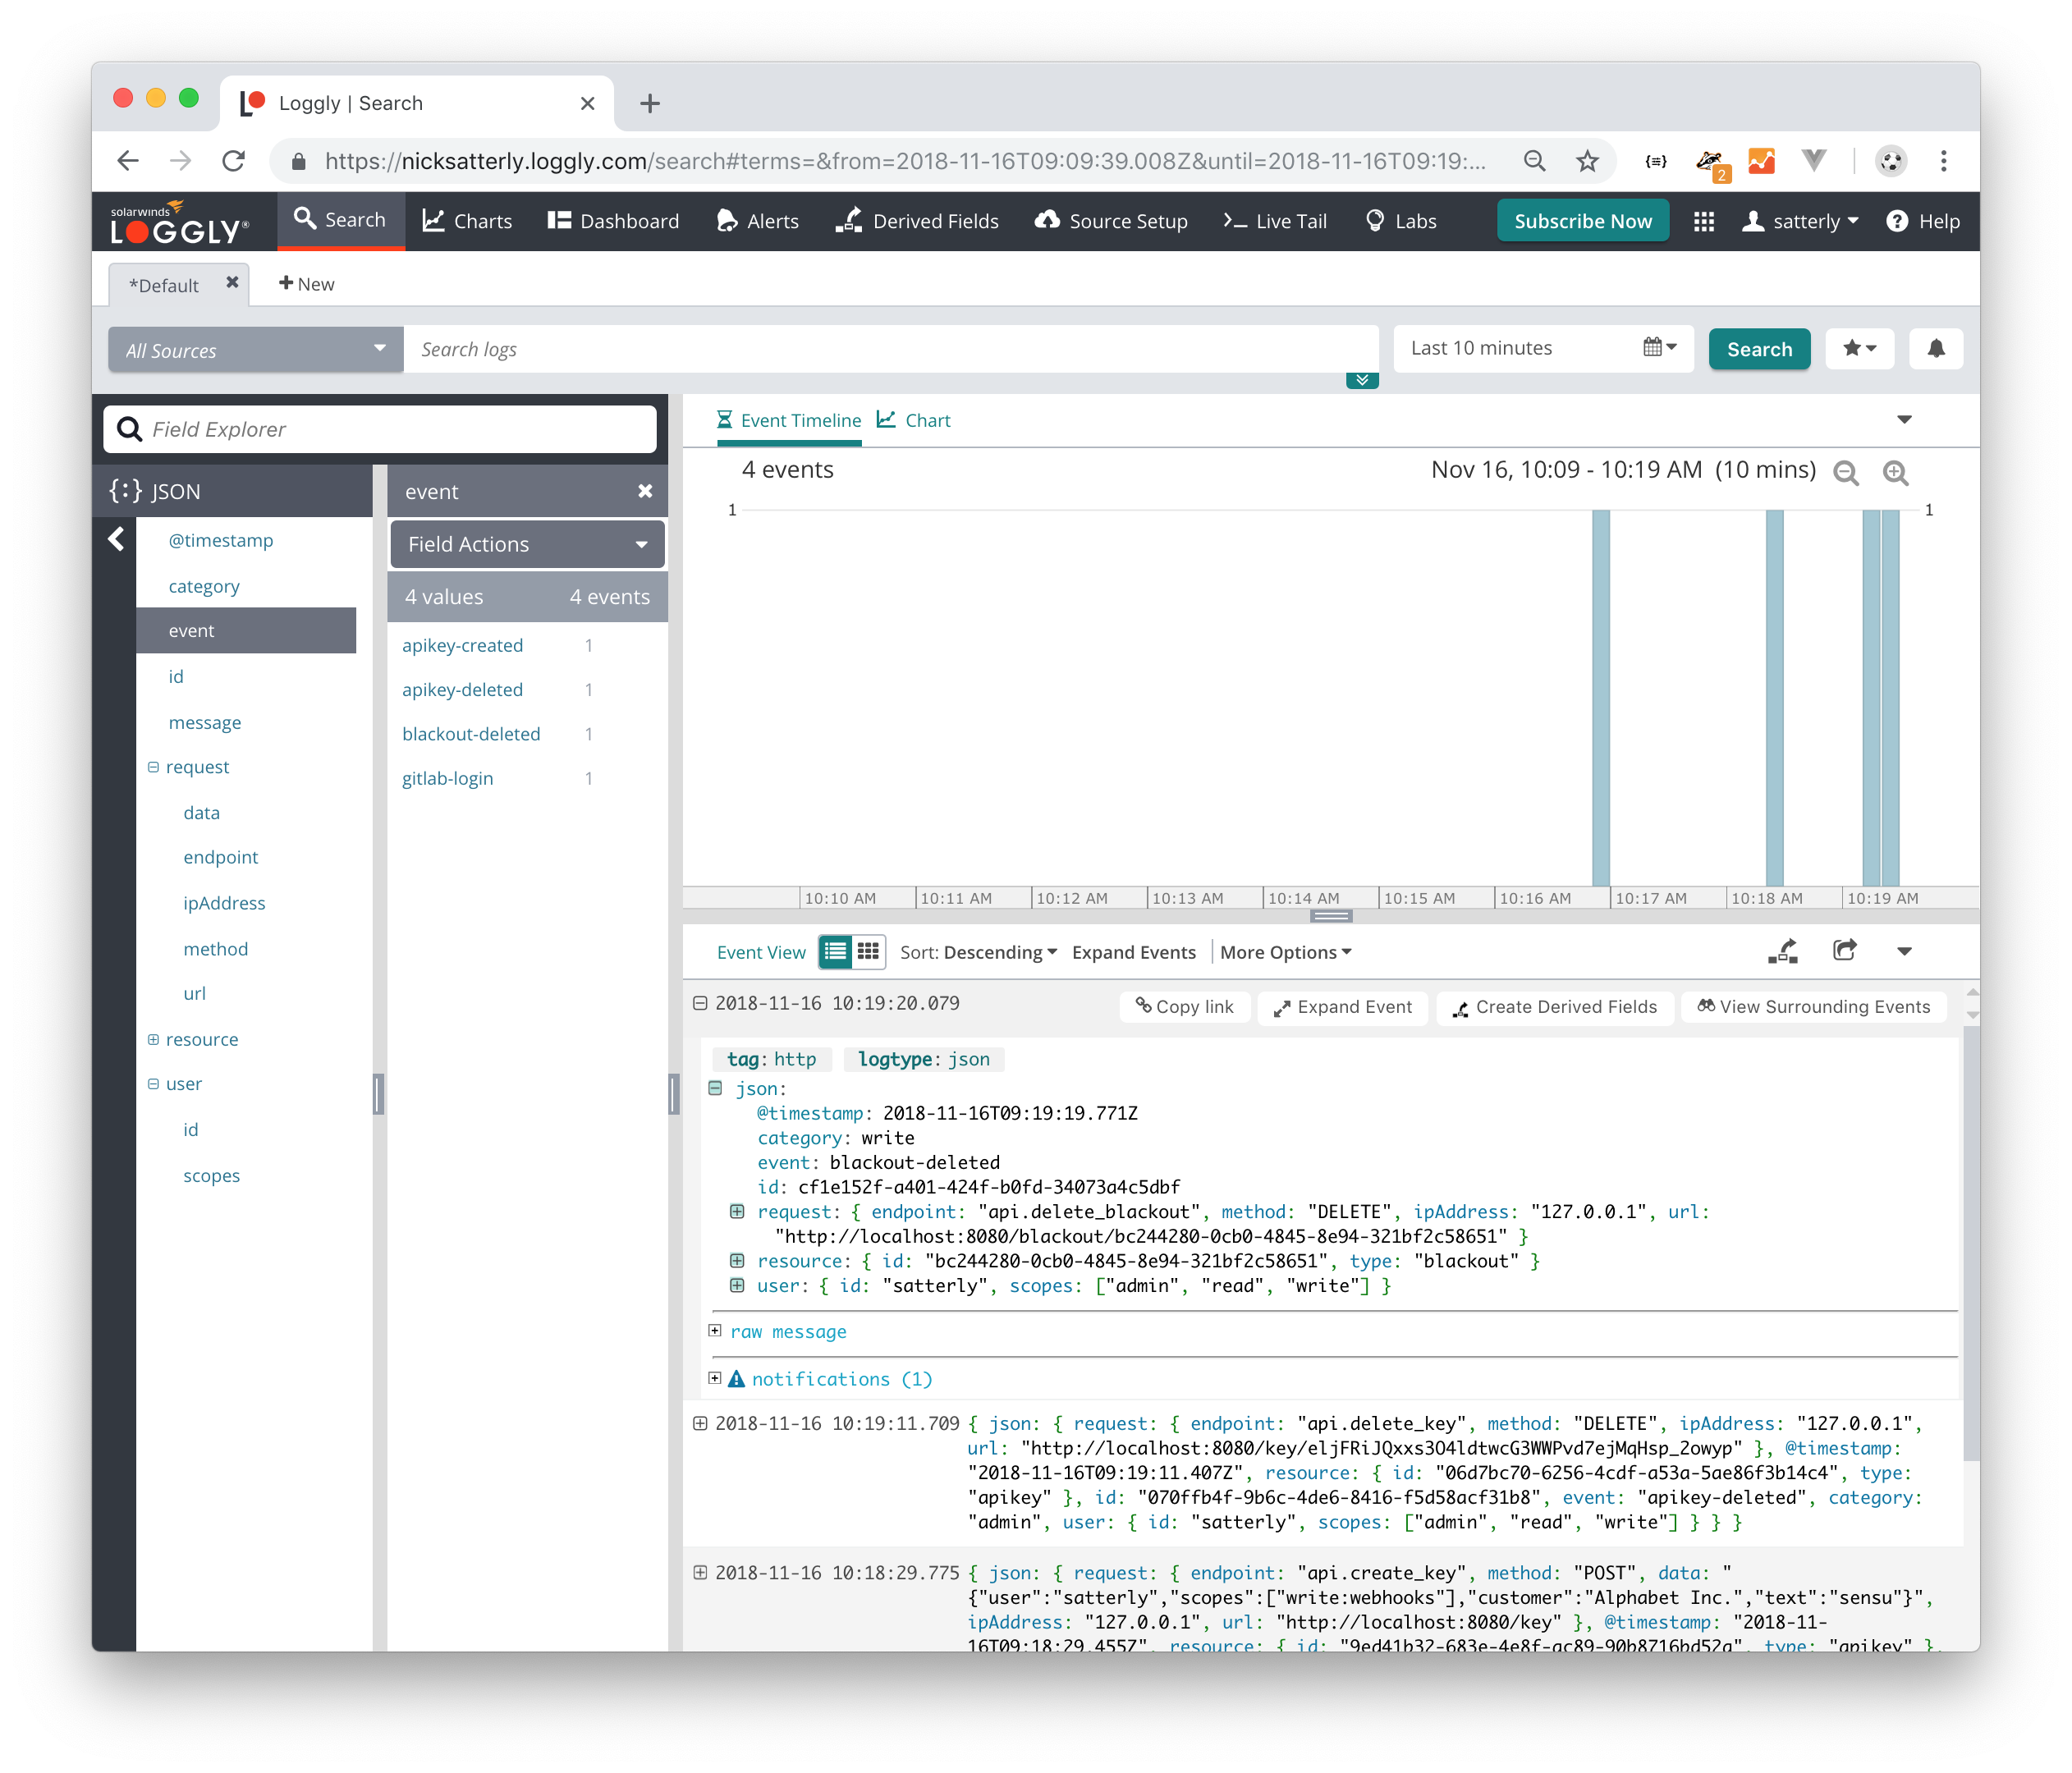 Loggly | Search
https://nicksatterly.loggly.com/search#terms=&from=2018-11-16T09:09:39.008Z&until=2018-11-16T09:19:...
2
solarwinds
LOGGLY®
Search
Charts
Dashboard
Alerts
Derived Fields
Source Setup
Live Tail
Labs
Subscribe Now
satterly
Help
*Default
New
All Sources
Search logs
Last 10 minutes
Search
Field Explorer
{:} JSON
@timestamp
category
event
id
message
request
data
endpoint
ipAddress
method
url
resource
user
id
scopes
event
Field Actions
4 values 4 events
apikey-created 1
apikey-deleted 1
blackout-deleted 1
gitlab-login 1
Event Timeline
Chart
4 events
Nov 16, 10:09 - 10:19 AM (10 mins)
1 1
10:10 AM 10:11 AM 10:12 AM 10:13 AM 10:14 AM 10:15 AM 10:16 AM 10:17 AM 10:18 AM 10:19 AM
Event View
Sort: Descending
Expand Events
More Options
2018-11-16 10:19:20.079
Copy link
Expand Event
Create Derived Fields
View Surrounding Events
tag: http logtype: json
json:
@timestamp: 2018-11-16T09:19:19.771Z
category: write
event: blackout-deleted
id: cf1e152f-a401-424f-b0fd-34073a4c5dbf
request: { endpoint: "api.delete_blackout", method: "DELETE", ipAddress: "127.0.0.1", url:
"http://localhost:8080/blackout/bc244280-0cb0-4845-8e94-321bf2c58651" }
resource: { id: "bc244280-0cb0-4845-8e94-321bf2c58651", type: "blackout" }
user: { id: "satterly", scopes: ["admin", "read", "write"] }
raw message
notifications (1)
2018-11-16 10:19:11.709 { json: { request: { endpoint: "api.delete_key", method: "DELETE", ipAddress: "127.0.0.1",
url: "http://localhost:8080/key/eljFRiJQxxs3O4ldtwcG3WWPvd7ejMqHsp_2owyp" }, @timestamp:
"2018-11-16T09:19:11.407Z", resource: { id: "06d7bc70-6256-4cdf-a53a-5ae86f3b14c4", type:
"apikey" }, id: "070ffb4f-9b6c-4de6-8416-f5d58acf31b8", event: "apikey-deleted", category:
"admin", user: { id: "satterly", scopes: ["admin", "read", "write"] } } }
2018-11-16 10:18:29.775 { json: { request: { endpoint: "api.create_key", method: "POST", data: "
{"user":"satterly","scopes":["write:webhooks"],"customer":"Alphabet Inc.","text":"sensu"}",
ipAddress: "127.0.0.1", url: "http://localhost:8080/key" }, @timestamp: "2018-11-
16T09:18:29.455Z", resource: { id: "9ed41b32-683e-4e8f-ac89-90b8716bd52a", type: "apikey" },